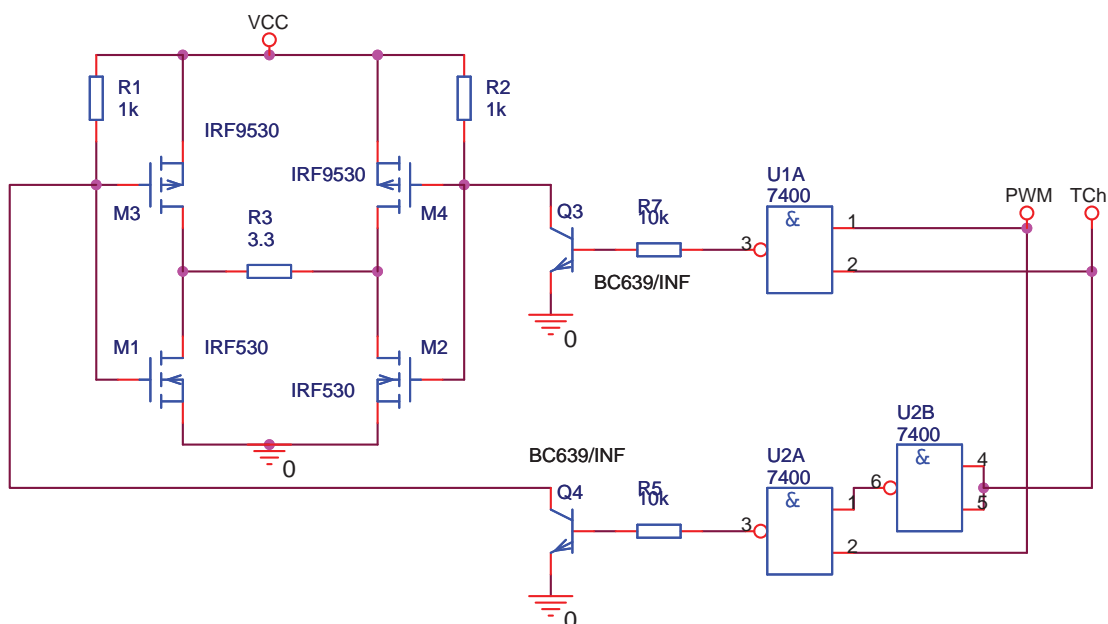 VCC
R1
1k
R2
1k
IRF9530
IRF9530
M3
M4
R3
3.3
M1
IRF530
M2
IRF530
0
Q3
R7
10k
BC639/INF
0
U1A
7400
&
1
2
3
PWM
TCh
BC639/INF
Q4
R5
10k
0
U2A
7400
&
1
2
3
U2B
7400
&
4
5
6